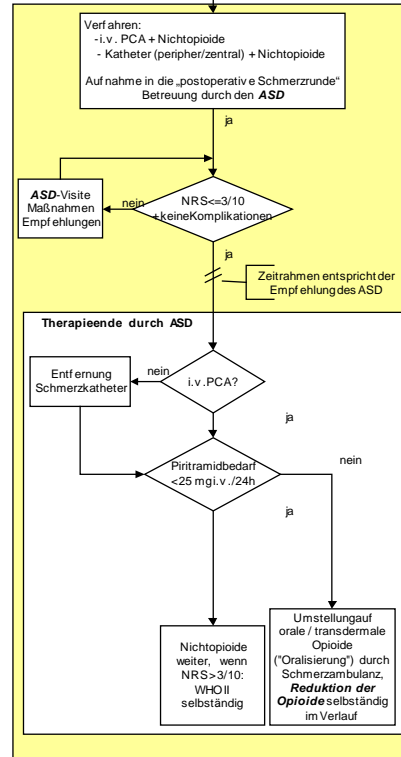 Verfahren:
- i.v. PCA + Nichtopioide
- Katheter (peripher/zentral) + Nichtopioide
Aufnahme in die „postoperative Schmerzrunde“
Betreuung durch den ASD
ja
ASD-Visite
Maßnahmen
Empfehlungen
nein
NRS<=3/10
+keineKomplikationen
ja
Zeitrahmen entspricht der
Empfehlung des ASD
Therapieende durch ASD
Entfernung
Schmerzkatheter
nein
i.v. PCA?
ja
Piritramidbedarf
<25 mg i.v./24h
nein
ja
Nichtopioide
weiter, wenn
NRS>3/10:
WHO II
selbständig
Umstellung auf
orale / transdermale
Opioide
("Oralisierung") durch
Schmerzambulanz,
Reduktion der
Opioide selbständig
im Verlauf